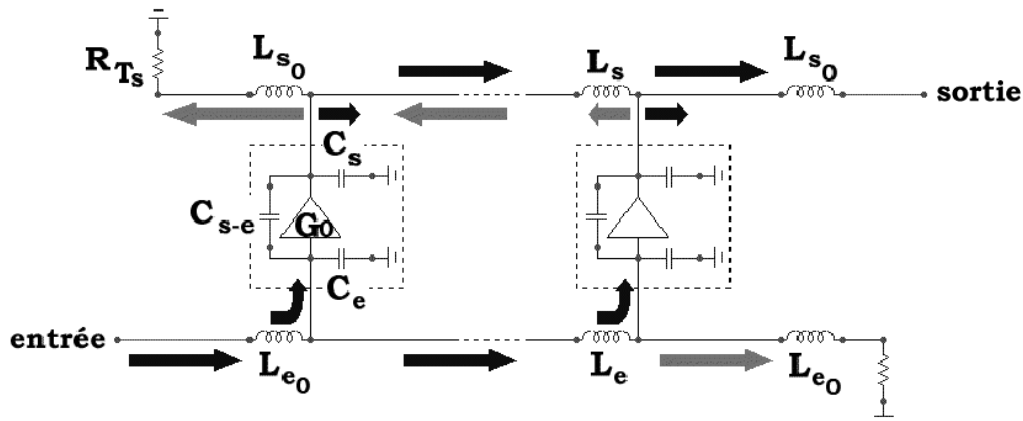 R_Ts L_s0 L_s L_s0
sortie
C_s
C_s-e G0
C_e
entrée
L_e0 L_e L_e0